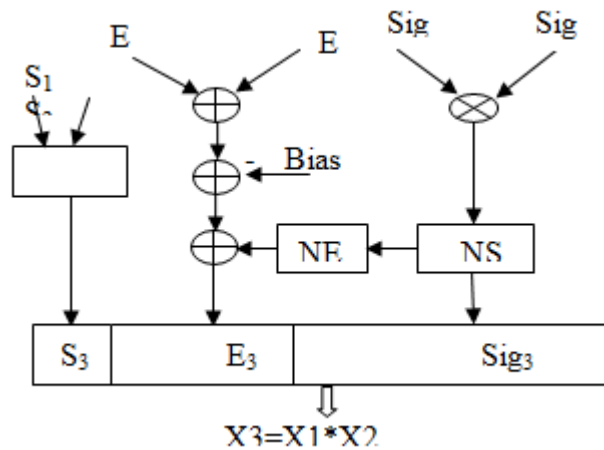 E E Sig Sig
S₁
- Bias
NE NS
S₃ E₃ Sig₃
X3=X1*X2